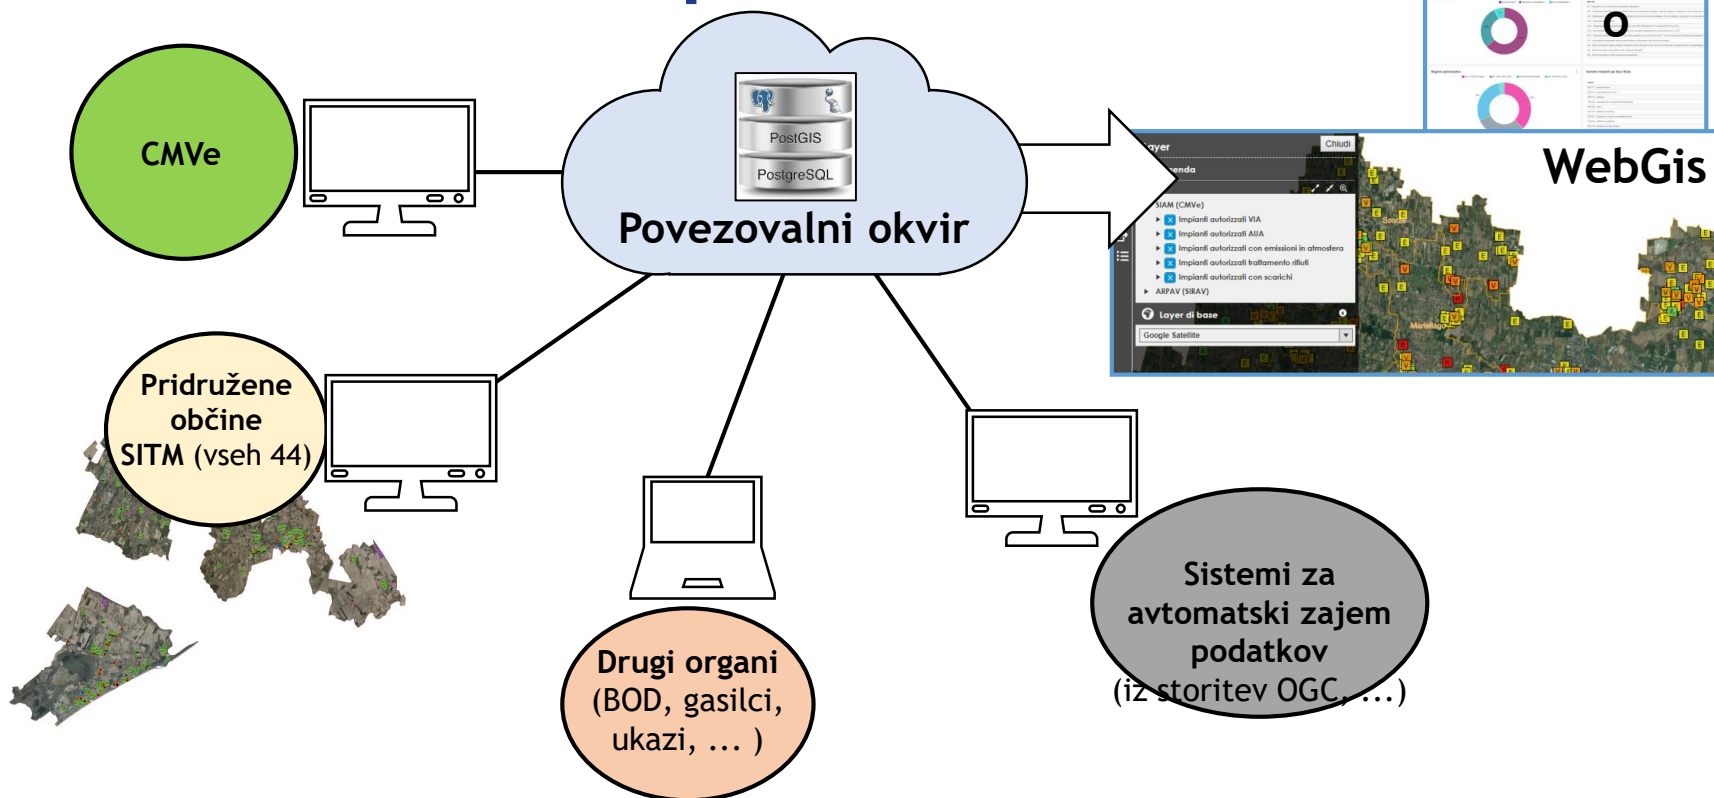 CMVe
PostGIS
PostgreSQL
Povezovalni okvir
o
WebGis
Chiudi
SIAM (CMVe)
Impianti autorizzati VIA
Impianti autorizzati AUA
Impianti autorizzati con emissioni in atmosfera
Impianti autorizzati trattamento rifiuti
Impianti autorizzati con scarichi
ARPAV (SIRAV)
Layer di base
Google Satellite
Martellago
Pridružene
občine
SITM (vseh 44)
Drugi organi
(BOD, gasilci,
ukazi, ... )
Sistemi za
avtomatski zajem
podatkov
(iz storitev OGC, ...)